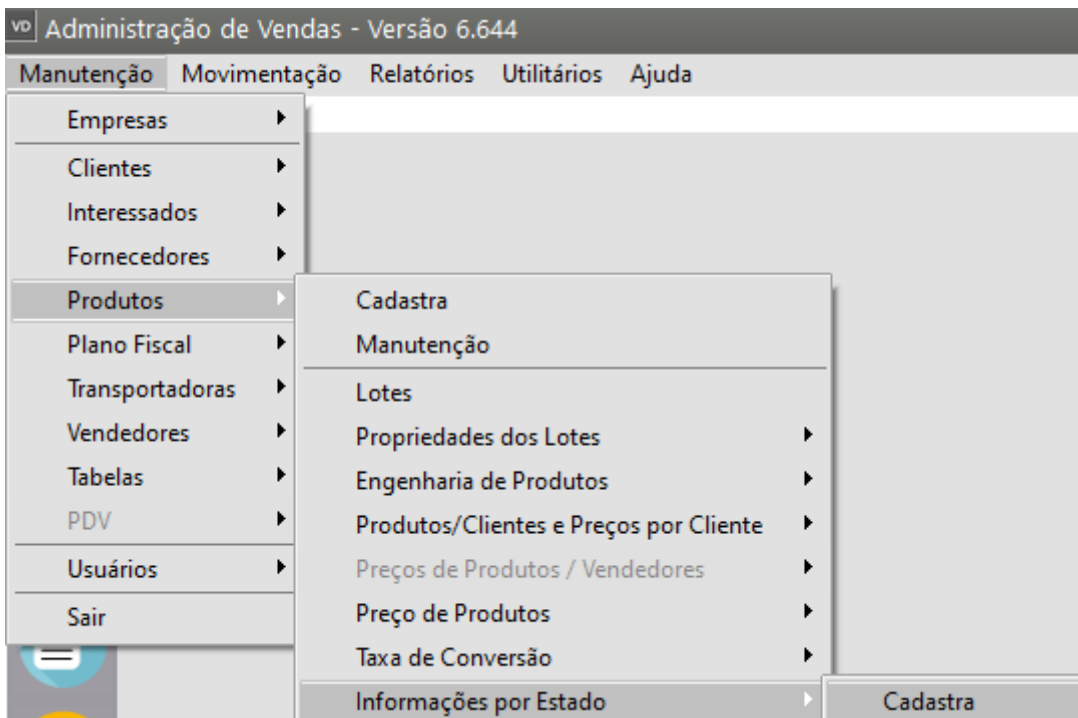 VD Administração de Vendas - Versão 6.644
Manutenção Movimentação Relatórios Utilitários Ajuda
Empresas
Clientes
Interessados
Fornecedores
Produtos
Plano Fiscal
Transportadoras
Vendedores
Tabelas
PDV
Usuários
Sair
Cadastra
Manutenção
Lotes
Propriedades dos Lotes
Engenharia de Produtos
Produtos/Clientes e Preços por Cliente
Preços de Produtos / Vendedores
Preço de Produtos
Taxa de Conversão
Informações por Estado
Cadastra